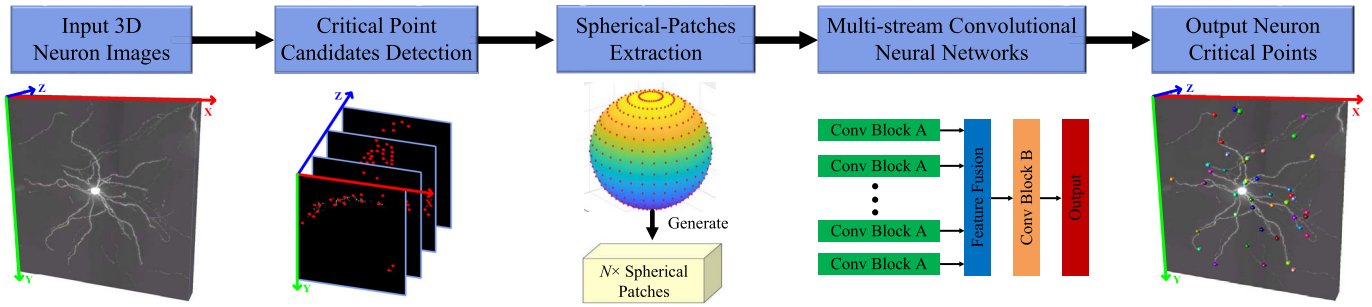 Input 3D
Neuron Images
Critical Point
Candidates Detection
Spherical-Patches
Extraction
Multi-stream Convolutional
Neural Networks
Output Neuron
Critical Points
Z
X
Y
Z
X
Y
Generate
N× Spherical
Patches
Conv Block A
Conv Block A
Conv Block A
Conv Block A
Feature Fusion
Conv Block B
Output
Z
X
Y